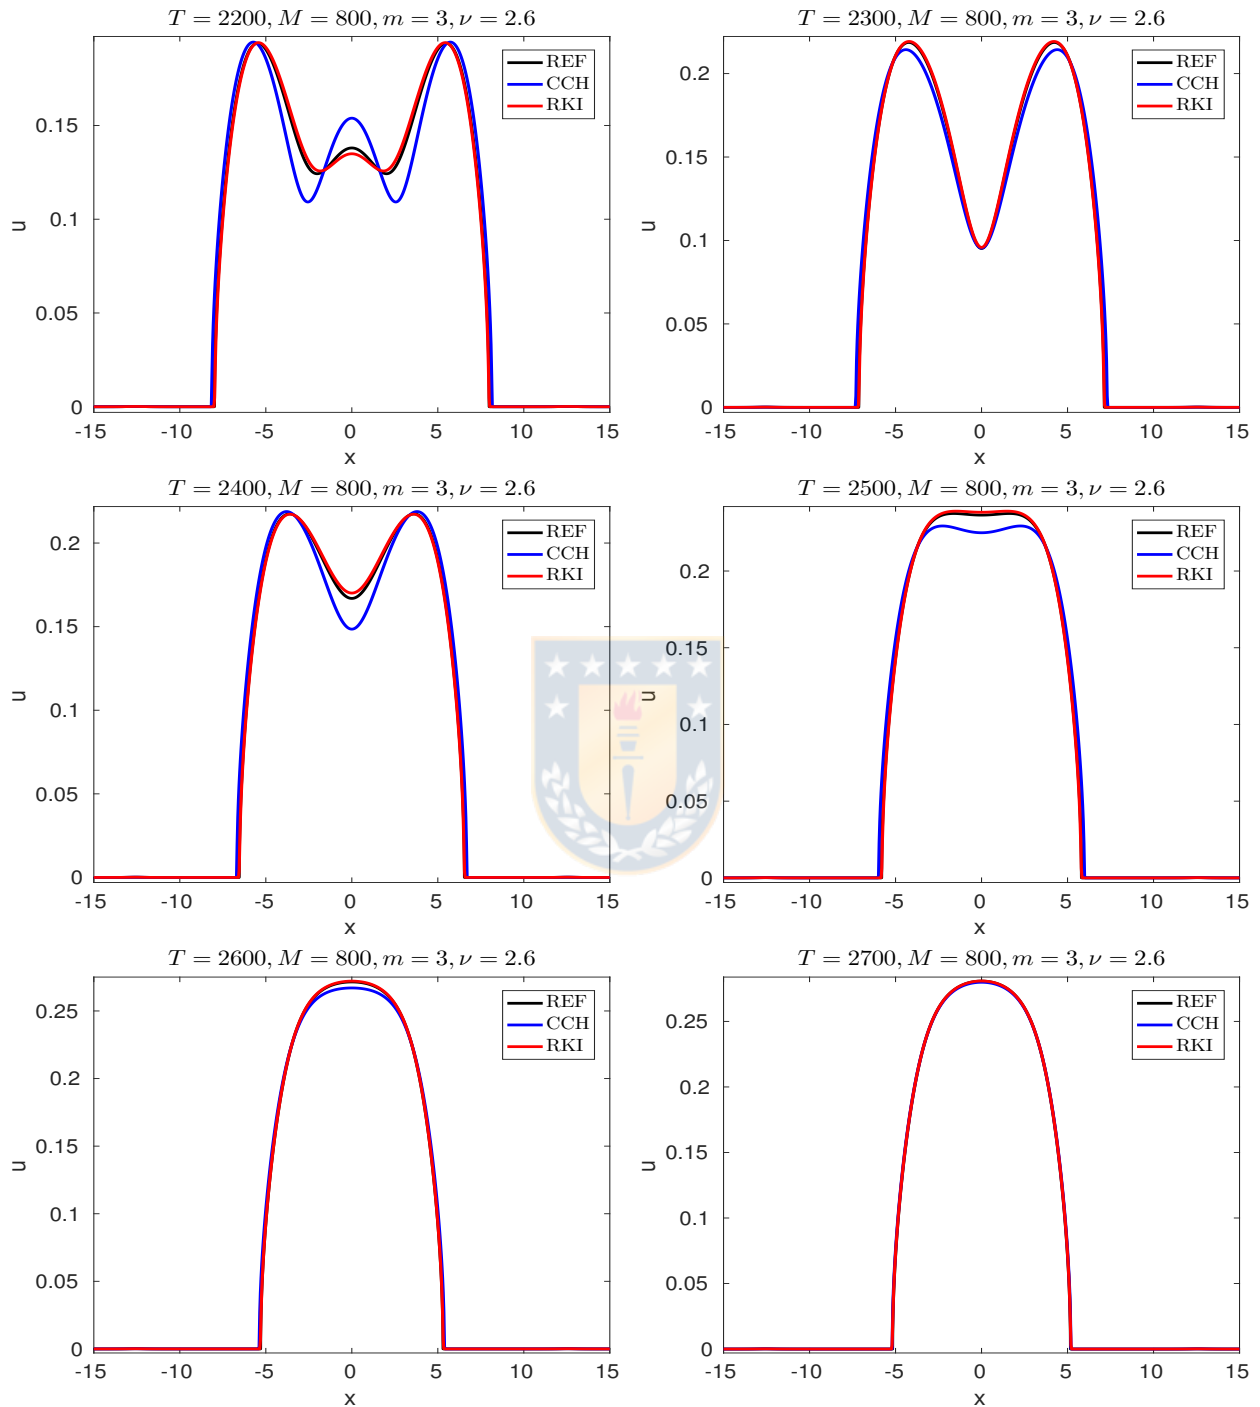 T = 2200, M = 800, m = 3, ν = 2.6
REF
CCH
RKI
0.15
0.1
0.05
0
u
-15 -10 -5 0 5 10 15
x
T = 2300, M = 800, m = 3, ν = 2.6
REF
CCH
RKI
0.2
0.15
0.1
0.05
0
u
-15 -10 -5 0 5 10 15
x
T = 2400, M = 800, m = 3, ν = 2.6
REF
CCH
RKI
0.2
0.15
0.1
0.05
0
u
-15 -10 -5 0 5 10 15
x
T = 2500, M = 800, m = 3, ν = 2.6
REF
CCH
RKI
0.2
0.15
0.1
0.05
0
u
-15 -10 -5 0 5 10 15
x
T = 2600, M = 800, m = 3, ν = 2.6
REF
CCH
RKI
0.25
0.2
0.15
0.1
0.05
0
u
-15 -10 -5 0 5 10 15
x
T = 2700, M = 800, m = 3, ν = 2.6
REF
CCH
RKI
0.25
0.2
0.15
0.1
0.05
0
u
-15 -10 -5 0 5 10 15
x